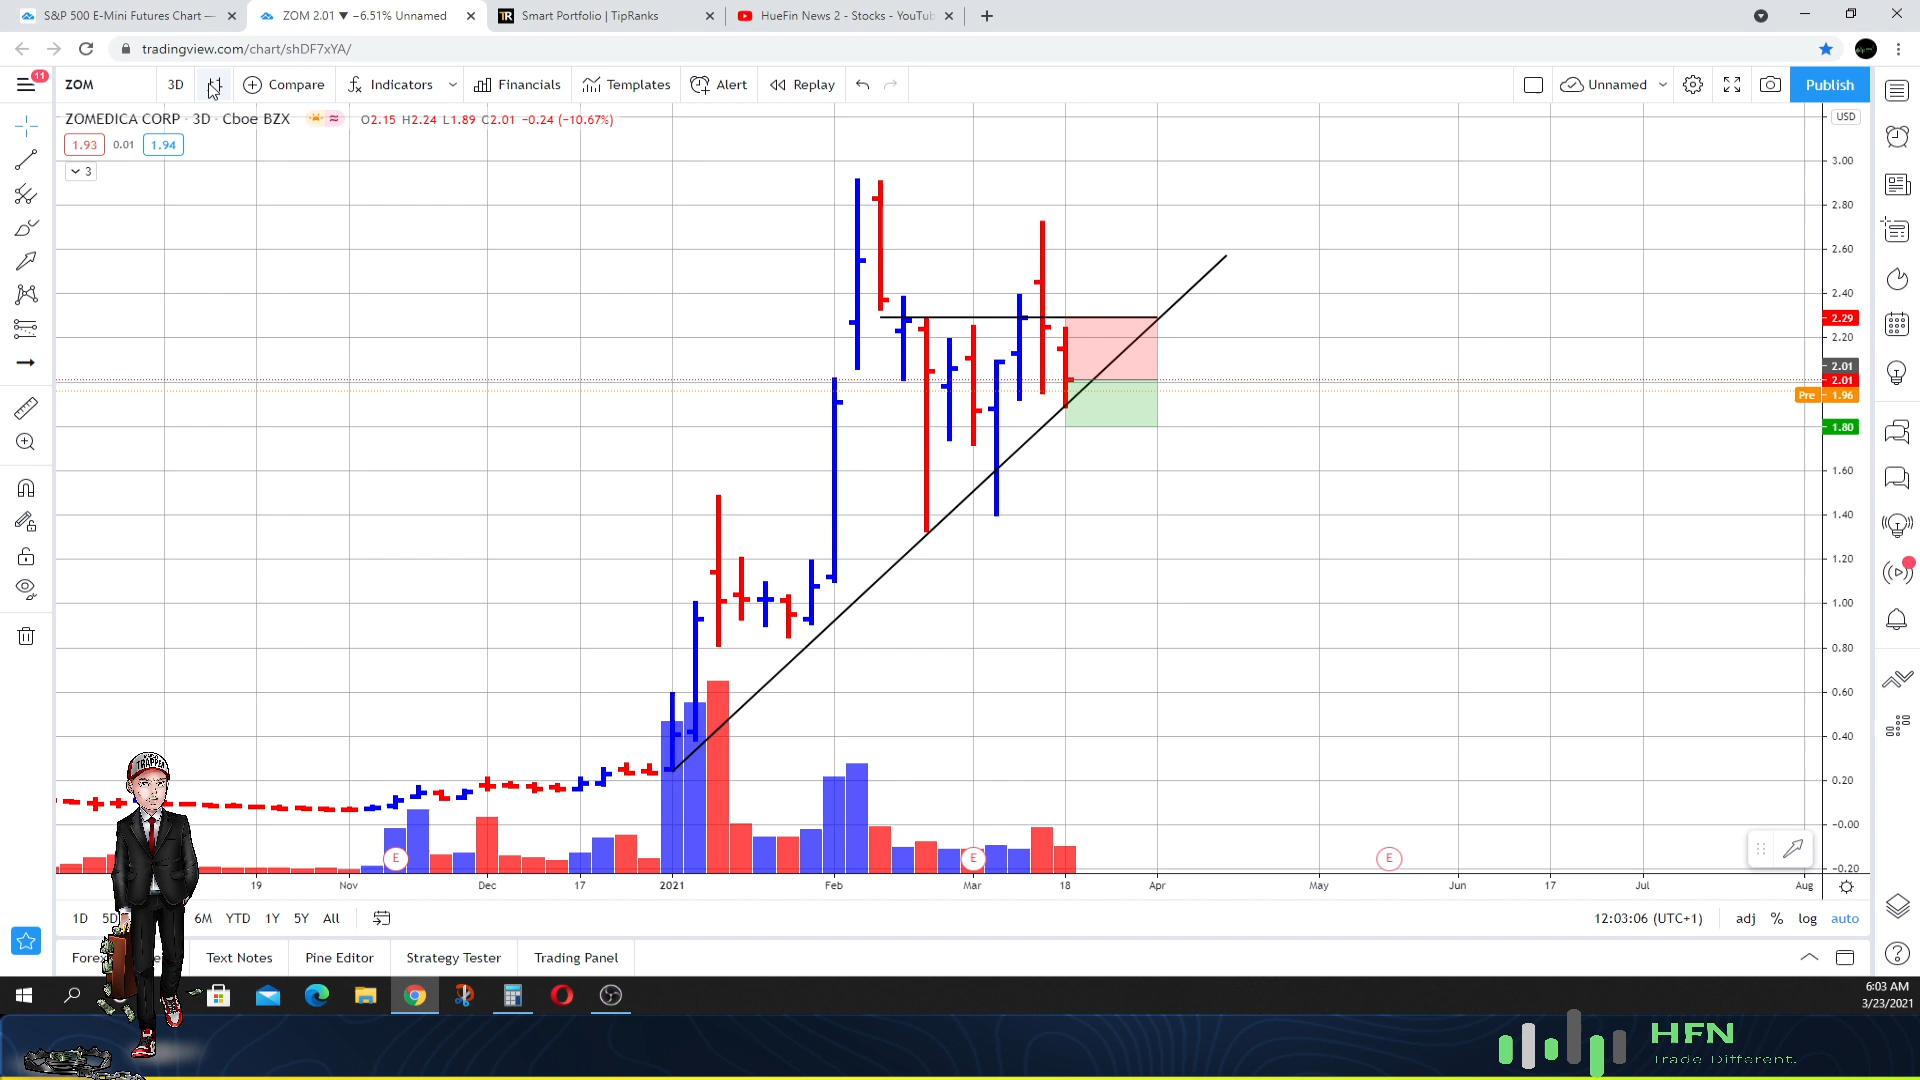 S&P 500 E-Mini Futures Chart —
ZOM 2.01 ▼ −6.51% Unnamed
Smart Portfolio | TipRanks
HueFin News 2 - Stocks - YouTub
tradingview.com/chart/shDF7xYA/
11
ZOM
3D
Compare
Indicators
Financials
Templates
Alert
Replay
Unnamed
Publish
ZOMEDICA CORP · 3D · Cboe BZX
O2.15 H2.24 L1.89 C2.01 −0.24 (−10.67%)
USD
1.93
0.01
1.94
3
3.00
2.80
2.60
2.40
2.29
2.20
2.01
2.01
Pre 1.96
1.80
1.60
1.40
1.20
1.00
0.80
0.60
0.40
0.20
-0.00
-0.20
TRAPPER
E
E
E
19
Nov
Dec
17
2021
Feb
Mar
18
Apr
May
Jun
17
Jul
Aug
1D
5D
6M
YTD
1Y
5Y
All
12:03:06 (UTC+1)
adj
%
log
auto
Text Notes
Pine Editor
Strategy Tester
Trading Panel
6:03 AM
3/23/2021
HFN
Trade Different.